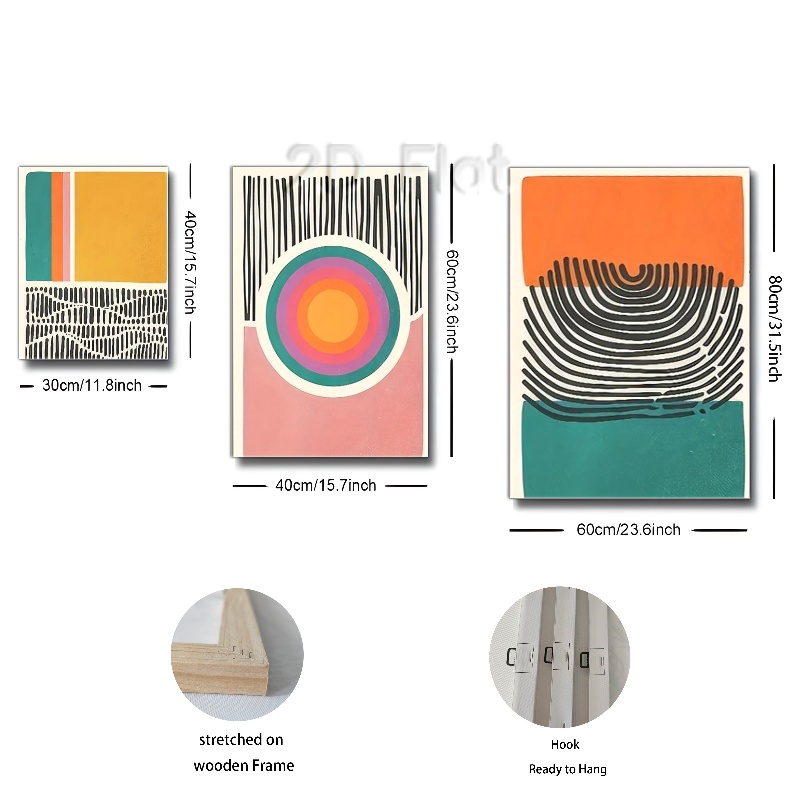 2D Flat
40cm/15.7inch
30cm/11.8inch
60cm/23.6inch
40cm/15.7inch
80cm/31.5inch
60cm/23.6inch
stretched on
wooden Frame
Hook
Ready to Hang